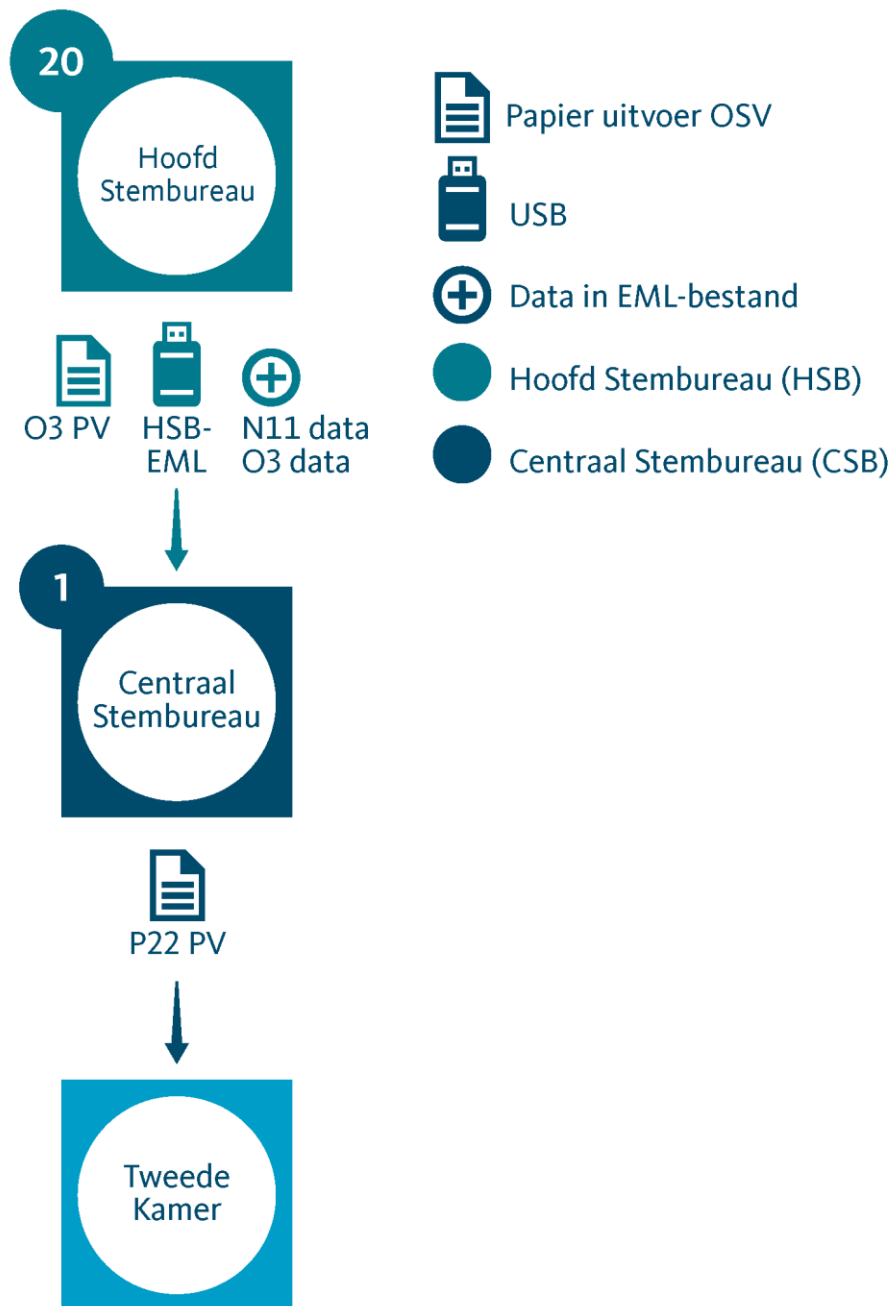 20
Hoofd
Stembureau
O3 PV
HSB-
EML
N11 data
O3 data
1
Centraal
Stembureau
P22 PV
Tweede
Kamer
Papier uitvoer OSV
USB
Data in EML-bestand
Hoofd Stembureau (HSB)
Centraal Stembureau (CSB)